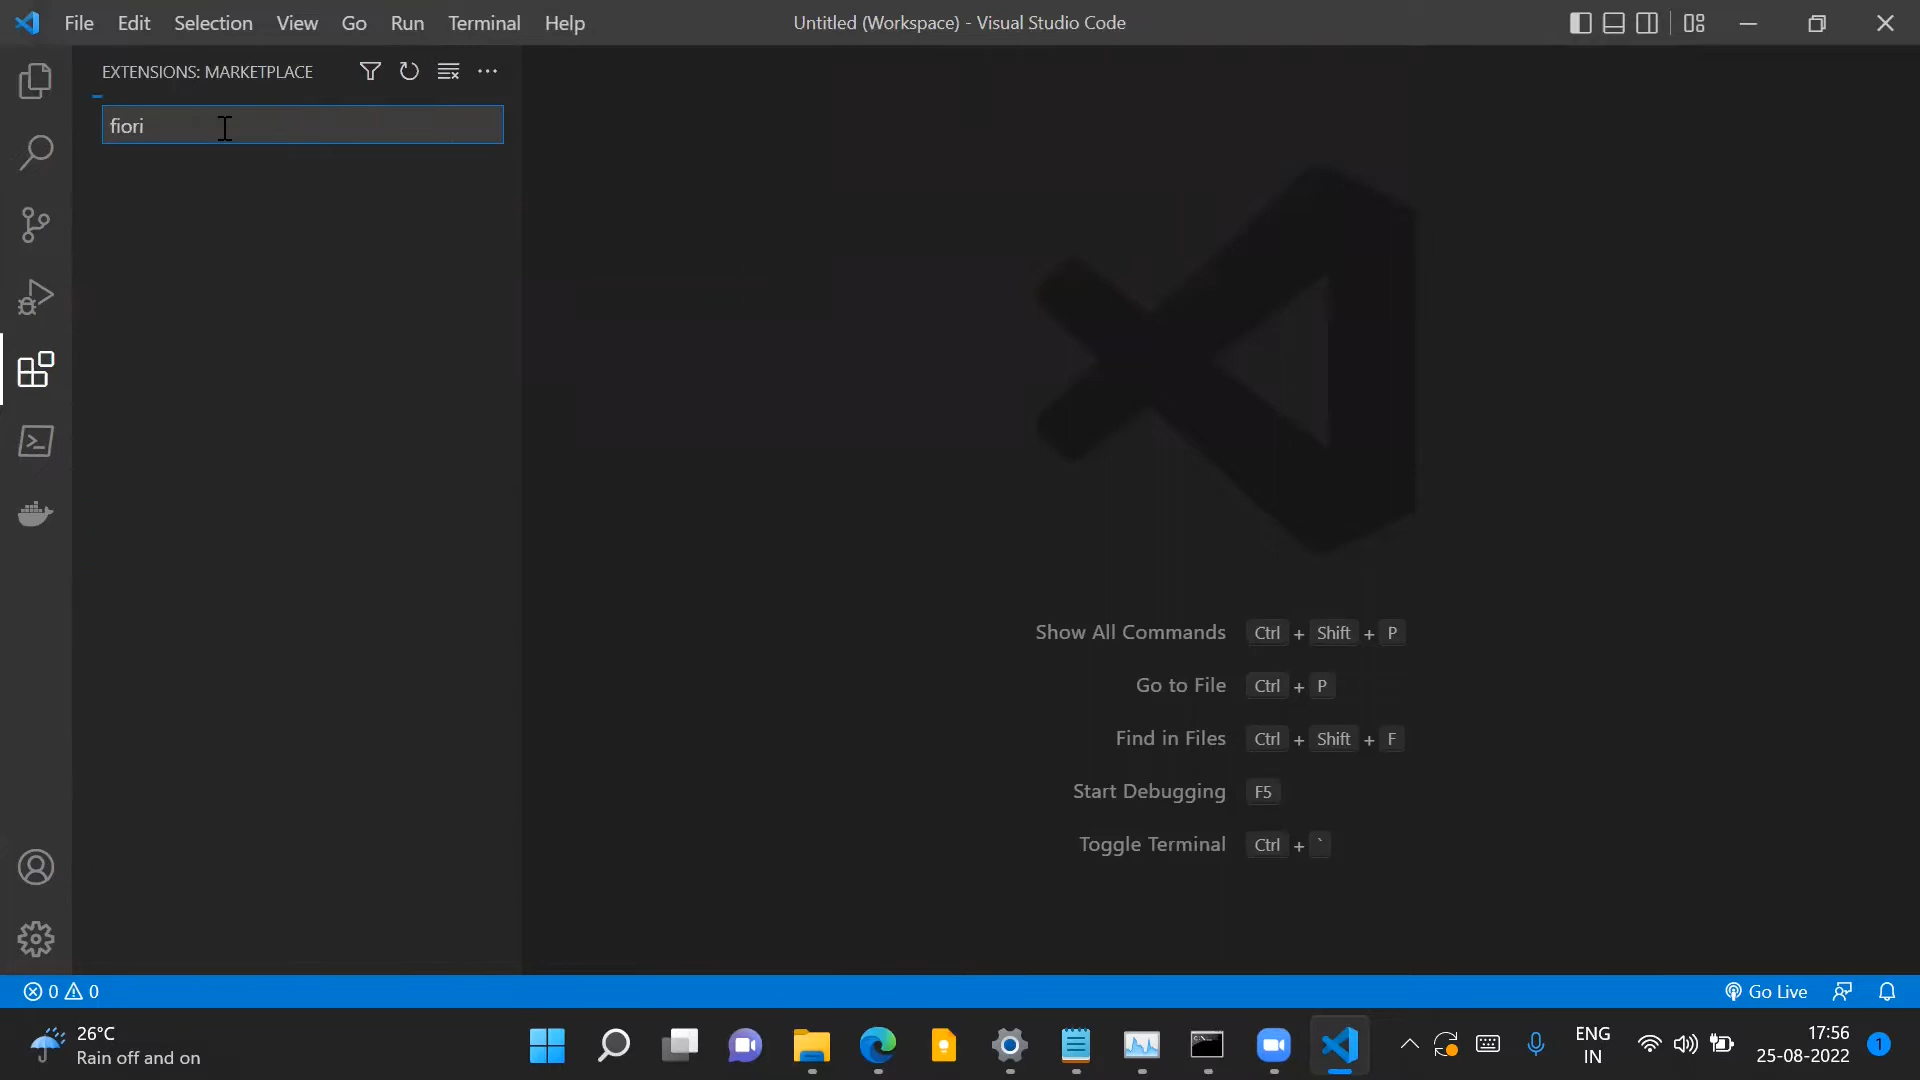 File Edit Selection View Go Run Terminal Help
Untitled (Workspace) - Visual Studio Code
EXTENSIONS: MARKETPLACE
fiori
Show All Commands Ctrl + Shift + P
Go to File Ctrl + P
Find in Files Ctrl + Shift + F
Start Debugging F5
Toggle Terminal Ctrl + `
0 0
Go Live
26°C
Rain off and on
ENG
IN
17:56
25-08-2022
1